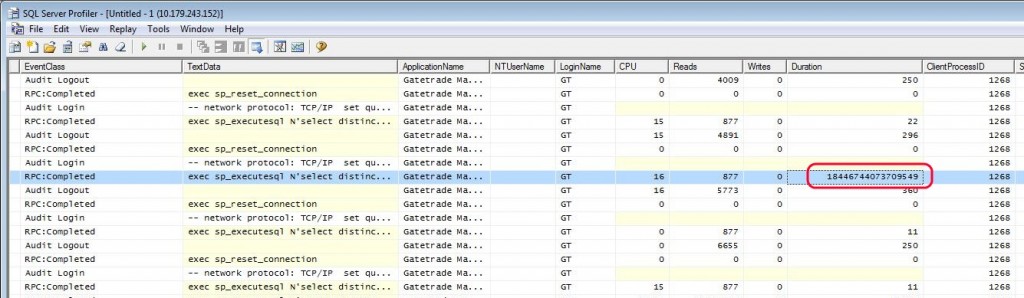 SQL Server Profiler - [Untitled - 1 (10.179.243.152)]
File Edit View Replay Tools Window Help
EventClass TextData ApplicationName NTUserName LoginName CPU Reads Writes Duration ClientProcessID S
Audit Logout Gatetrade Ma... GT 0 4009 0 250 1268
RPC:Completed exec sp_reset_connection Gatetrade Ma... GT 0 0 0 0 1268
Audit Login -- network protocol: TCP/IP set qu... Gatetrade Ma... GT 1268
RPC:Completed exec sp_executesql N'select distinc... Gatetrade Ma... GT 15 877 0 22 1268
Audit Logout Gatetrade Ma... GT 15 4891 0 296 1268
RPC:Completed exec sp_reset_connection Gatetrade Ma... GT 0 0 0 0 1268
Audit Login -- network protocol: TCP/IP set qu... Gatetrade Ma... GT 1268
RPC:Completed exec sp_executesql N'select distinc... Gatetrade Ma... GT 16 877 0 18446744073709549 1268
Audit Logout Gatetrade Ma... GT 16 5773 0 360 1268
RPC:Completed exec sp_reset_connection Gatetrade Ma... GT 0 0 0 0 1268
Audit Login -- network protocol: TCP/IP set qu... Gatetrade Ma... GT 1268
RPC:Completed exec sp_executesql N'select distinc... Gatetrade Ma... GT 0 877 0 11 1268
Audit Logout Gatetrade Ma... GT 0 6655 0 250 1268
RPC:Completed exec sp_reset_connection Gatetrade Ma... GT 0 0 0 0 1268
Audit Login -- network protocol: TCP/IP set qu... Gatetrade Ma... GT 1268
RPC:Completed exec sp_executesql N'select distinc... Gatetrade Ma... GT 15 877 0 11 1268